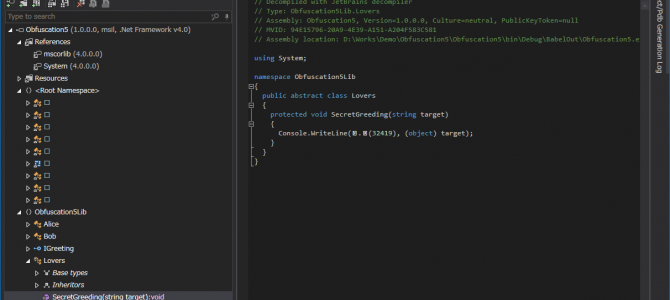 Type to search
Obfuscation5 (1.0.0.0, msil, .Net Framework v4.0)
References
mscorlib (4.0.0.0)
System (4.0.0.0)
Resources
<Root Namespace>
Obfuscation5Lib
Alice
Bob
IGreeting
Lovers
Base types
Inheritors
SecretGreeding(string target):void
// Decompiled with JetBrains decompiler
// Type: Obfuscation5Lib.Lovers
// Assembly: Obfuscation5, Version=1.0.0.0, Culture=neutral, PublicKeyToken=null
// MVID: 94E15796-20A9-4E39-A151-A204F583C581
// Assembly location: D:\Works\Demo\Obfuscation5\Obfuscation5\bin\Debug\BabelOut\Obfuscation5.e
using System;
namespace Obfuscation5Lib
{
public abstract class Lovers
{
protected void SecretGreeding(string target)
{
Console.WriteLine(�.�(32419), (object) target);
}
}
}
ct/PDB Generation Log